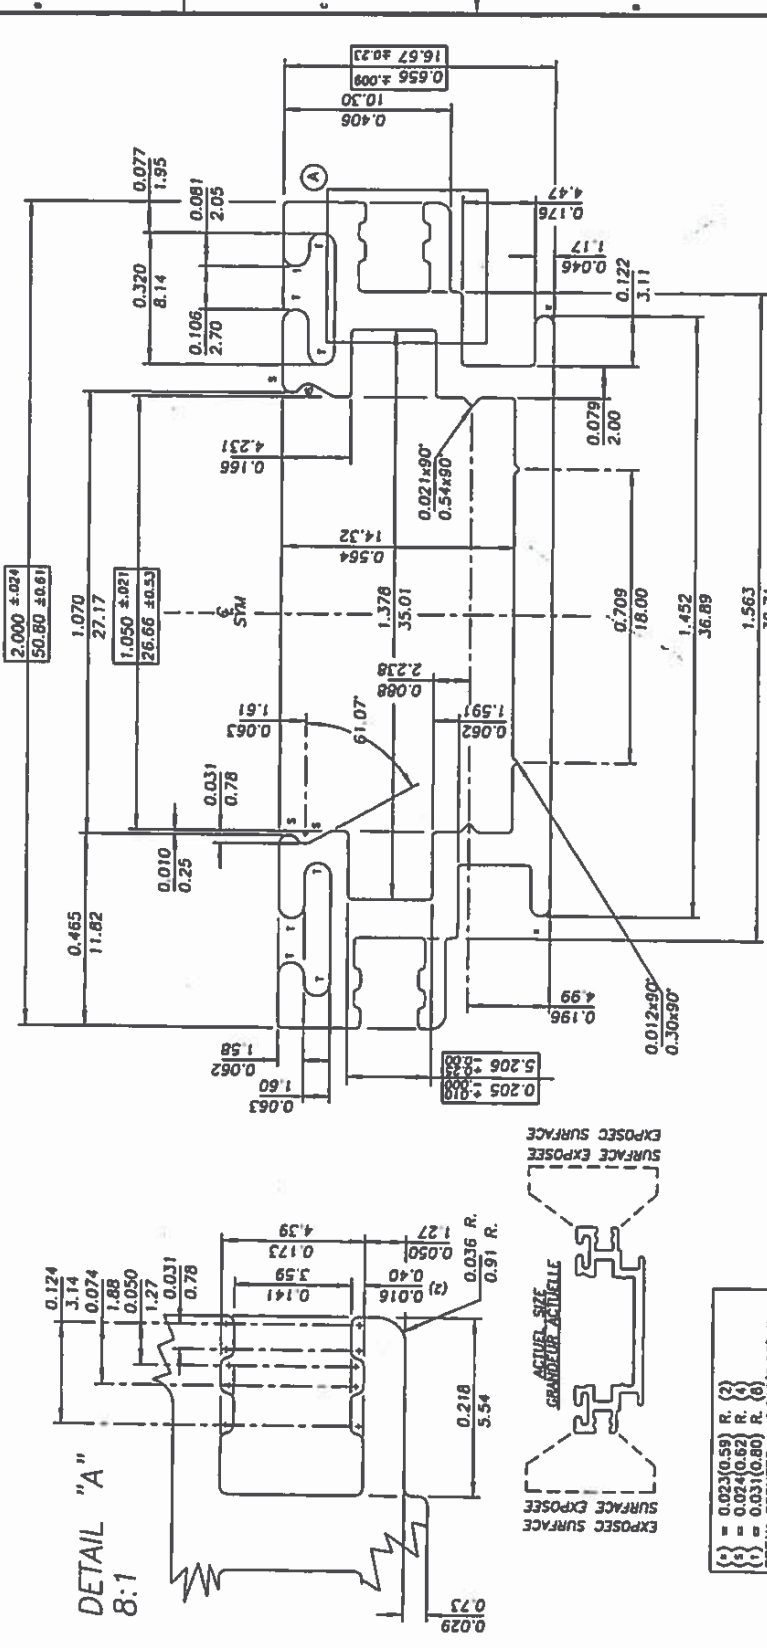 16.67 ±0.23
0.656 ±.009
10.30
0.406
0.077
1.95
0.081
2.05
A
4.47
0.176
1.17
0.046
0.122
3.11
0.320
8.14
0.106
2.70
T
T
T
S
S
4.231
0.166
0.021x90°
0.54x90°
0.079
2.00
14.32
0.564
2.000 ±.024
50.80 ±0.61
1.070
27.17
1.050 ±.021
26.66 ±0.53
SYM
1.378
35.01
0.709
18.00
1.452
36.89
1.563
2.238
0.088
1.61
0.063
61.07°
1.591
0.062
0.031
0.78
S
S
0.010
0.25
0.465
11.82
T
T
T
T
4.99
0.196
0.012x90°
0.30x90°
1.58
0.062
1.60
0.063
5.206 +0.25 -0.00
0.205 +.010 -.000
DETAIL "A"
8:1
0.124
3.14
0.074
1.88
0.050
1.27
0.031
0.78
4.39
0.173
3.59
0.141
1.27
0.050
0.40
0.016 (2)
0.036 R.
0.91 R.
0.218
5.54
0.73
0.029
SURFACE EXPOSEE
EXPOSEC SURFACE
ACTUEL SIZE
GRANDEUR ACTUELLE
SURFACE EXPOSEE
EXPOSEC SURFACE
(*) = 0.023(0.59) R. (2)
(S) = 0.024(0.62) R. (4)
(T) = 0.031(0.80) R. (8)